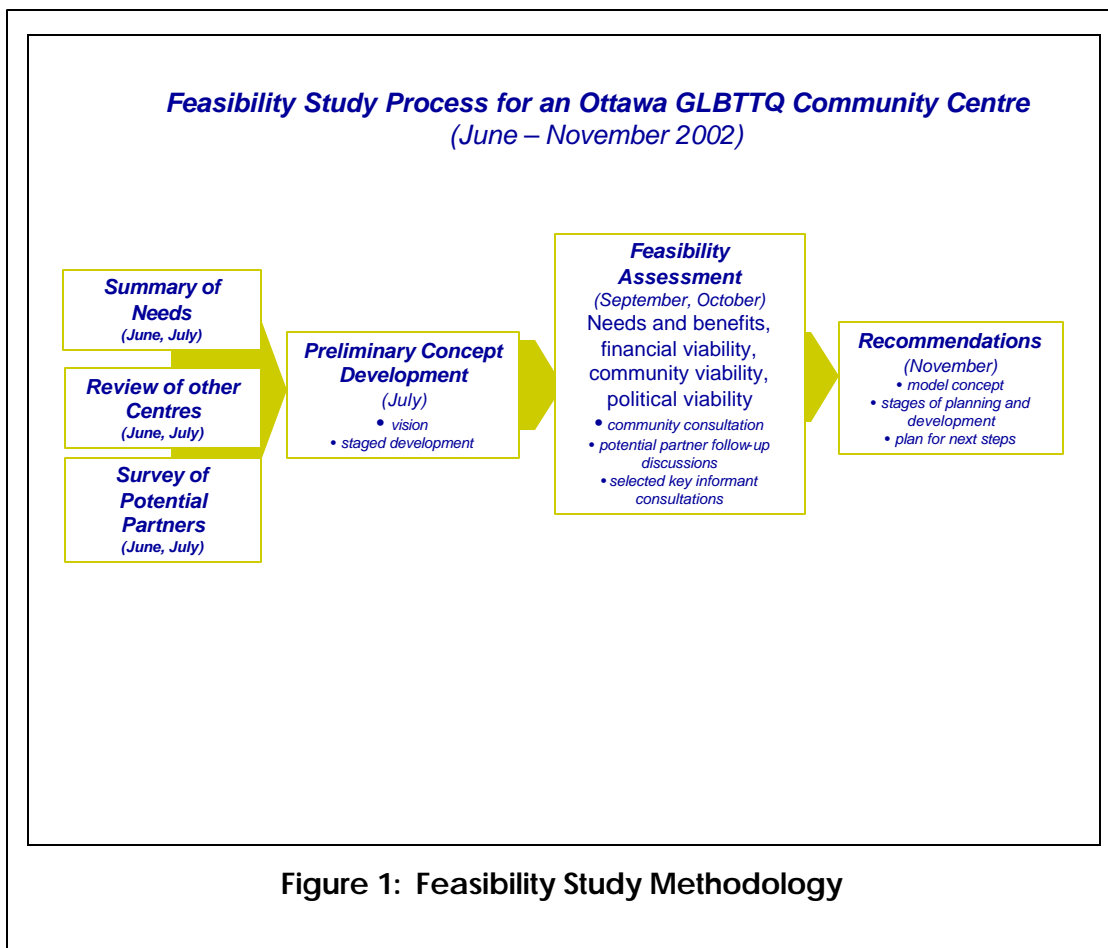 Feasibility Study Process for an Ottawa GLBTTQ Community Centre
(June – November 2002)
Summary of
Needs
(June, July)
Review of other
Centres
(June, July)
Survey of
Potential
Partners
(June, July)
Preliminary Concept
Development
(July)
• vision
• staged development
Feasibility
Assessment
(September, October)
Needs and benefits,
financial viability,
community viability,
political viability
• community consultation
• potential partner follow-up
discussions
• selected key informant
consultations
Recommendations
(November)
• model concept
• stages of planning and
development
• plan for next steps
Figure 1: Feasibility Study Methodology